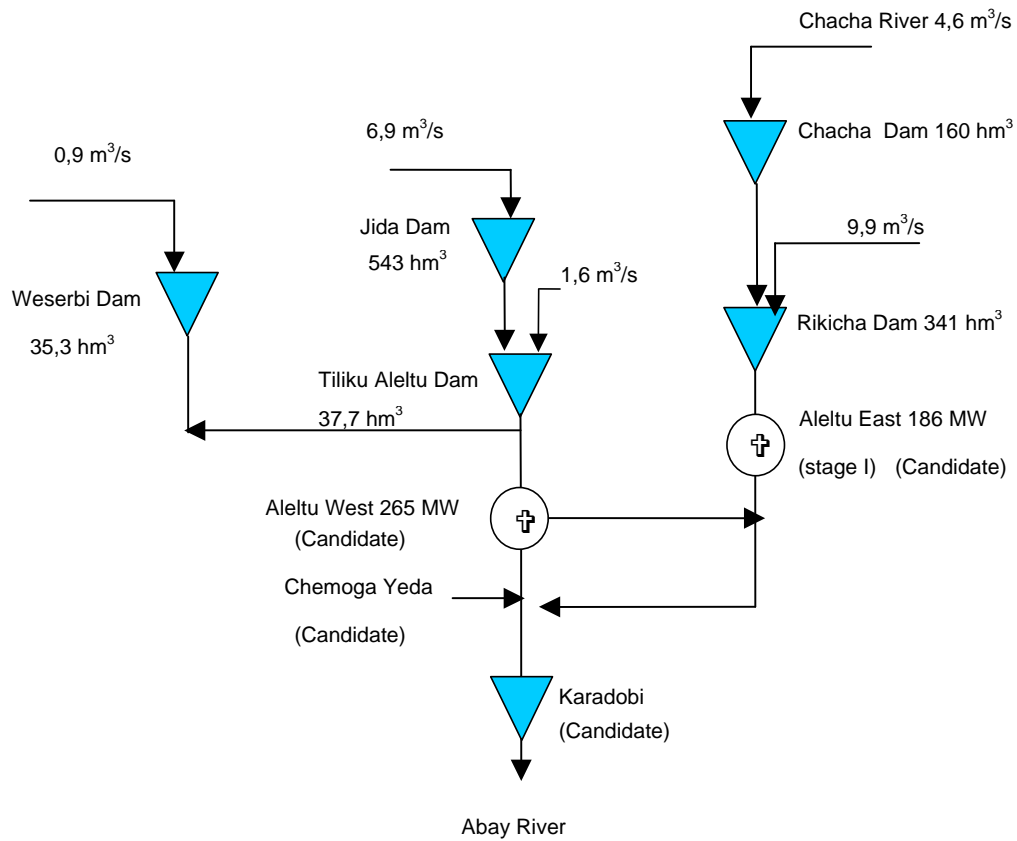 Chacha River 4,6 m³/s
6,9 m³/s
0,9 m³/s
Chacha Dam 160 hm³
Jida Dam
543 hm³
9,9 m³/s
1,6 m³/s
Weserbi Dam
35,3 hm³
Rikicha Dam 341 hm³
Tiliku Aleltu Dam
37,7 hm³
Aleltu East 186 MW
(stage I) (Candidate)
Aleltu West 265 MW
(Candidate)
Chemoga Yeda
(Candidate)
Karadobi
(Candidate)
Abay River